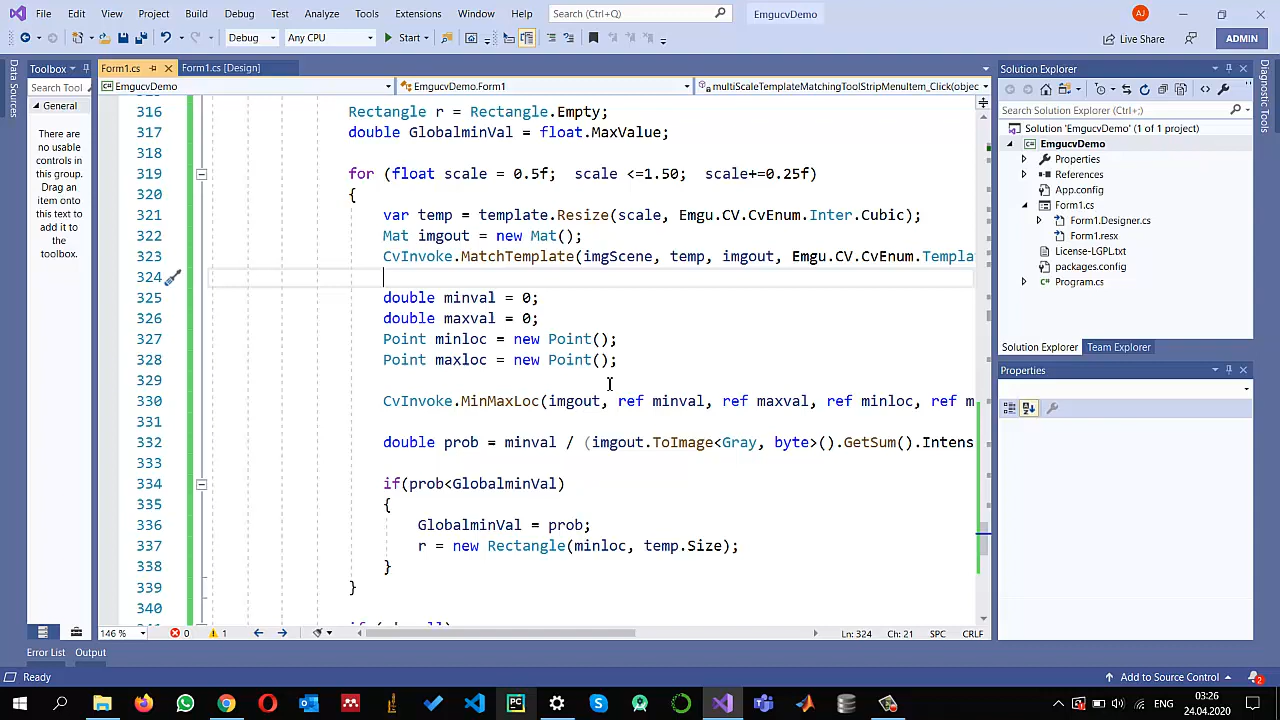 File Edit View Project Build Debug Test Analyze Tools Extensions Window Help Search (Ctrl+Q) EmgucvDemo AJ
Debug Any CPU Start Live Share ADMIN
Data Sources
Toolbox
Search Tool
General
There are
no usable
controls in
this group.
Drag an
item onto
this text to
add it to
the
toolbox.
Form1.cs Form1.cs [Design]
EmgucvDemo EmgucvDemo.Form1 multiScaleTemplateMatchingToolStripMenuItem_Click(objec
316 Rectangle r = Rectangle.Empty;
317 double GlobalminVal = float.MaxValue;
318
319 for (float scale = 0.5f; scale <=1.50; scale+=0.25f)
320 {
321 var temp = template.Resize(scale, Emgu.CV.CvEnum.Inter.Cubic);
322 Mat imgout = new Mat();
323 CvInvoke.MatchTemplate(imgScene, temp, imgout, Emgu.CV.CvEnum.Templa
324
325 double minval = 0;
326 double maxval = 0;
327 Point minloc = new Point();
328 Point maxloc = new Point();
329
330 CvInvoke.MinMaxLoc(imgout, ref minval, ref maxval, ref minloc, ref m
331
332 double prob = minval / (imgout.ToImage<Gray, byte>().GetSum().Intens
333
334 if(prob<GlobalminVal)
335 {
336 GlobalminVal = prob;
337 r = new Rectangle(minloc, temp.Size);
338 }
339 }
340
146 % 0 1 Ln: 324 Ch: 21 SPC CRLF
Solution Explorer
Search Solution Explorer (Ctrl+;)
Solution 'EmgucvDemo' (1 of 1 project)
EmgucvDemo
Properties
References
App.config
Form1.cs
Form1.Designer.cs
Form1.resx
License-LGPL.txt
packages.config
Program.cs
Solution Explorer Team Explorer
Properties
Diagnostic Tools
Error List Output
Ready Add to Source Control 2
ENG 03:26
24.04.2020